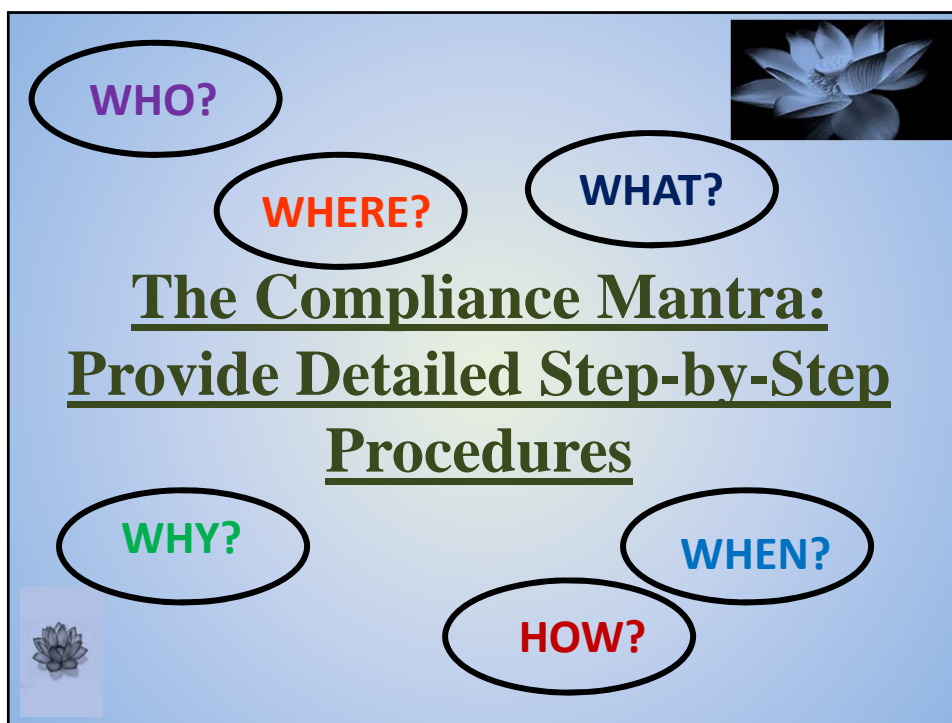 WHO?
WHERE?
WHAT?
The Compliance Mantra:
Provide Detailed Step-by-Step
Procedures
WHY?
WHEN?
HOW?